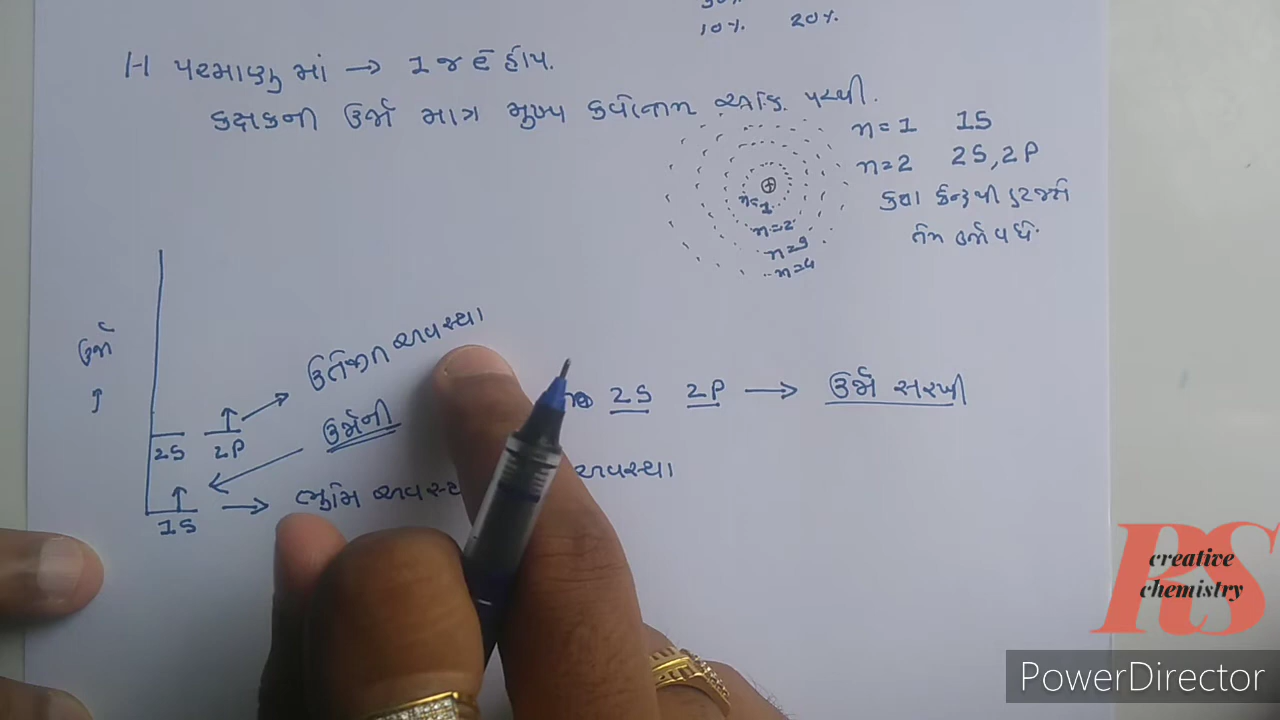 10%. 20%.
H પરમાણુ માં → 1 જ e હોય.
કક્ષકની ઉર્જા માત્ર મુખ્ય ક્વોન્ટમ આંક પરથી.
n=1 1S
n=2 2S, 2P
n=1
n=2
n=3
n=4
કક્ષા કેન્દ્રથી દુર જાય
તેમ ઉર્જા વધે.
ઉર્જા ↑
ઉત્તેજીત અવસ્થા
2S 2P → ઉર્જા સરખી
ઉર્જાની
2S 2P
ભૂમિ અવસ્થા
અવસ્થા
1S
RS
creative
chemistry
PowerDirector